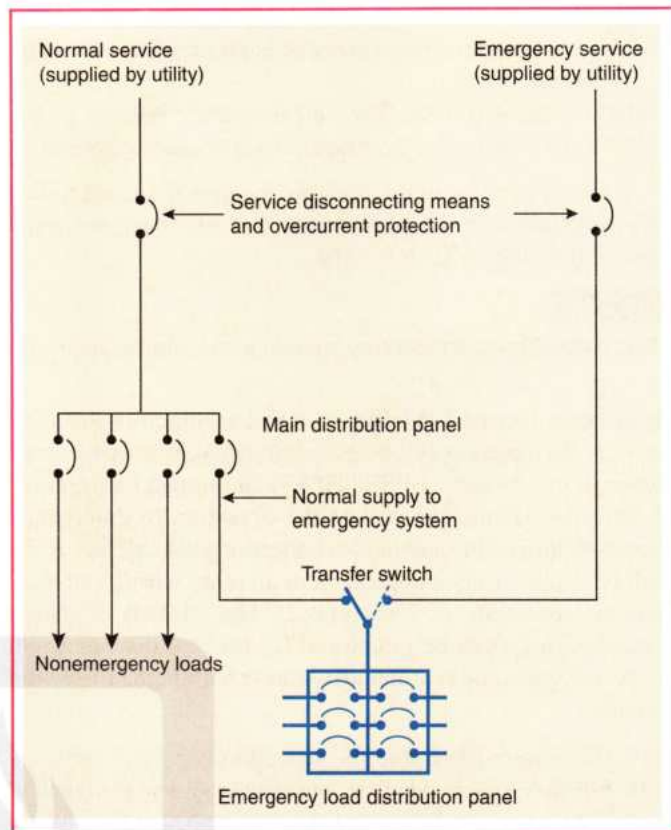 Normal service
(supplied by utility)
Emergency service
(supplied by utility)
Service disconnecting means
and overcurrent protection
Main distribution panel
Normal supply to
emergency system
Transfer switch
Nonemergency loads
Emergency load distribution panel